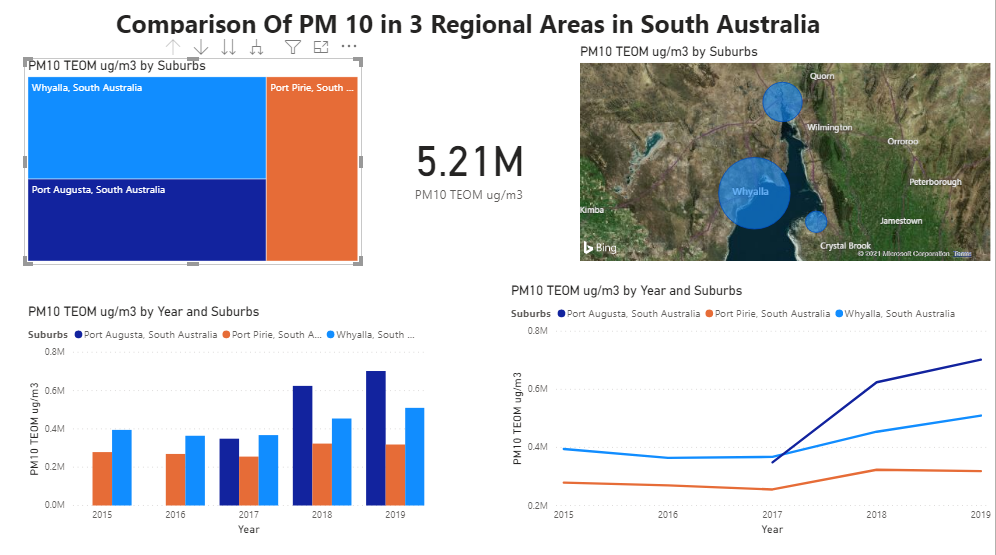 Comparison Of PM 10 in 3 Regional Areas in South Australia
PM10 TEOM ug/m3 by Suburbs
Whyalla, South Australia
Port Pirie, South ...
Port Augusta, South Australia
5.21M
PM10 TEOM ug/m3
PM10 TEOM ug/m3 by Suburbs
Quorn
Wilmington
Orroroo
Whyalla
Peterborough
Kimba
Jamestown
Crystal Brook
Bing
© 2021 Microsoft Corporation Terms
PM10 TEOM ug/m3 by Year and Suburbs
Suburbs Port Augusta, South Australia Port Pirie, South A... Whyalla, South ...
0.8M
0.6M
0.4M
0.2M
0.0M
PM10 TEOM ug/m3
2015 2016 2017 2018 2019
Year
PM10 TEOM ug/m3 by Year and Suburbs
Suburbs Port Augusta, South Australia Port Pirie, South Australia Whyalla, South Australia
0.8M
0.6M
0.4M
0.2M
PM10 TEOM ug/m3
2015 2016 2017 2018 2019
Year